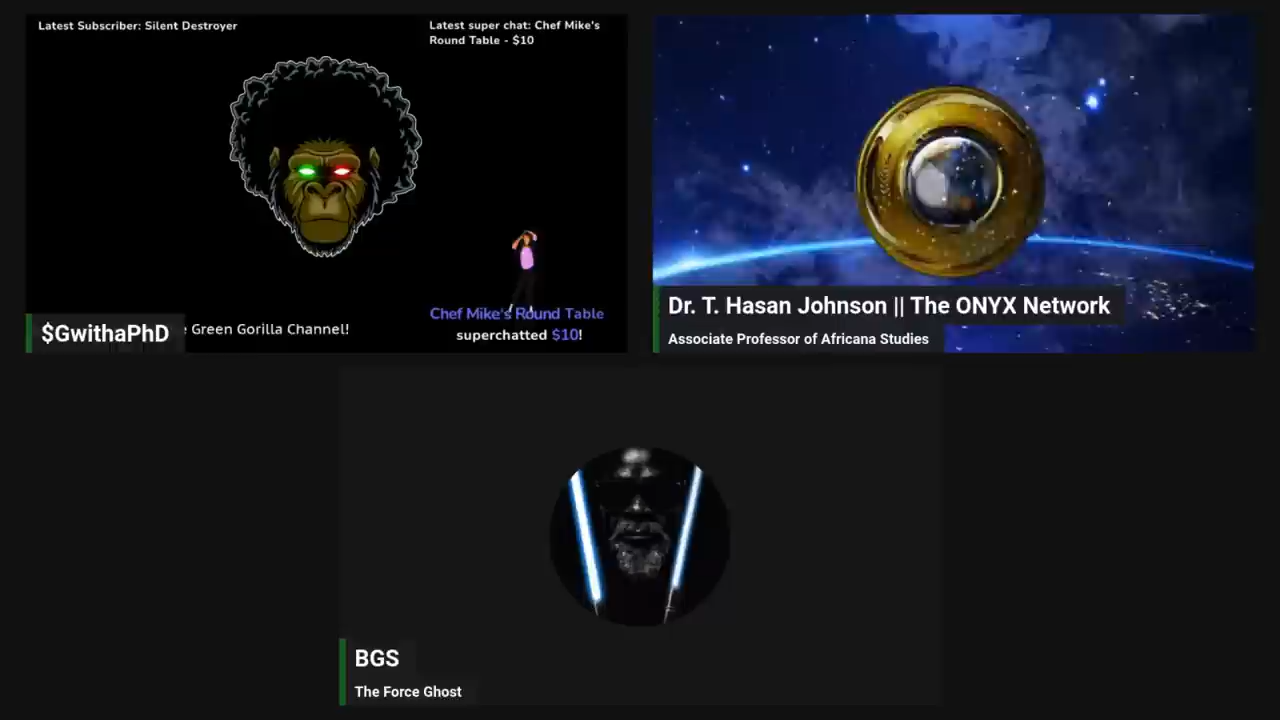 Latest Subscriber: Silent Destroyer
Latest super chat: Chef Mike's
Round Table - $10
Chef Mike's Round Table
superchatted $10!
e Green Gorilla Channel!
$GwithaPhD
Dr. T. Hasan Johnson || The ONYX Network
Associate Professor of Africana Studies
BGS
The Force Ghost